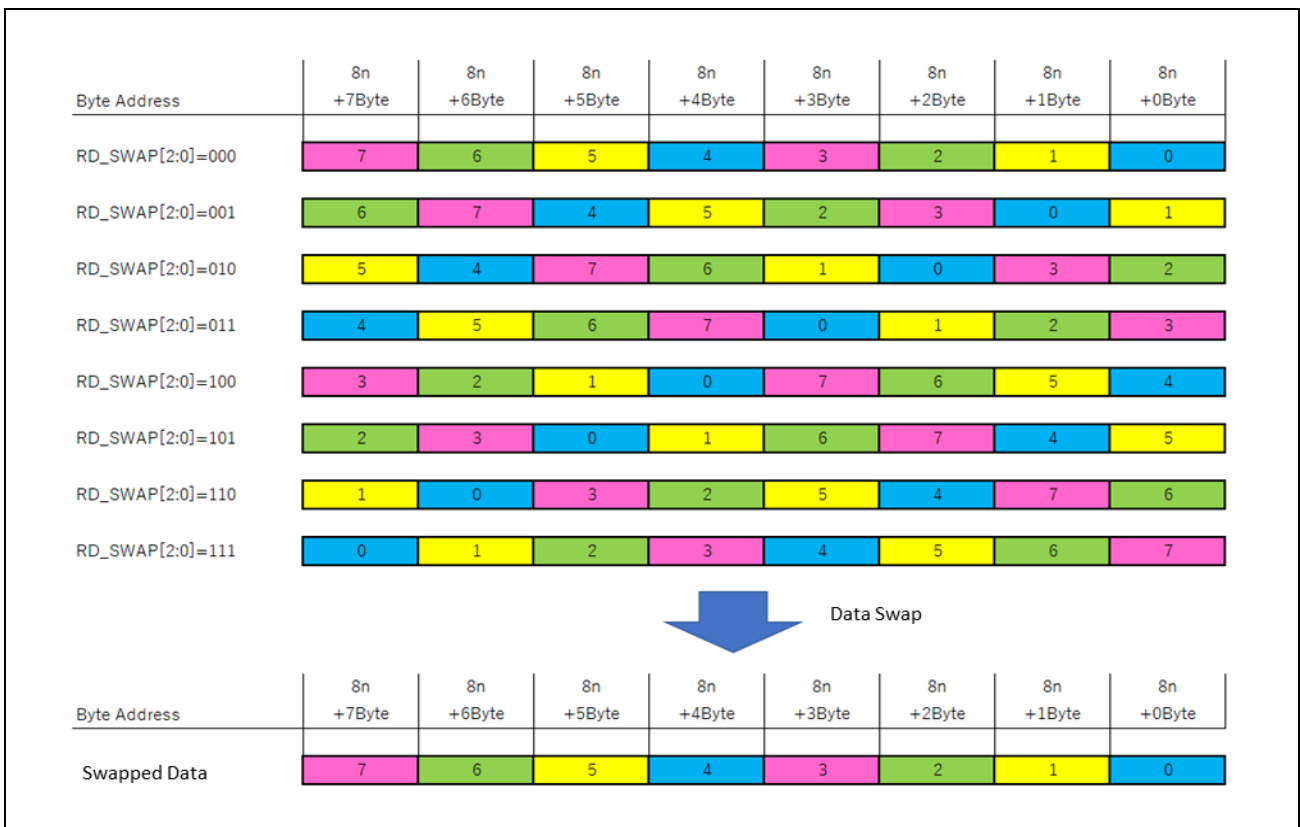 8n 8n 8n 8n 8n 8n 8n 8n
Byte Address +7Byte +6Byte +5Byte +4Byte +3Byte +2Byte +1Byte +0Byte
RD_SWAP[2:0]=000 7 6 5 4 3 2 1 0
RD_SWAP[2:0]=001 6 7 4 5 2 3 0 1
RD_SWAP[2:0]=010 5 4 7 6 1 0 3 2
RD_SWAP[2:0]=011 4 5 6 7 0 1 2 3
RD_SWAP[2:0]=100 3 2 1 0 7 6 5 4
RD_SWAP[2:0]=101 2 3 0 1 6 7 4 5
RD_SWAP[2:0]=110 1 0 3 2 5 4 7 6
RD_SWAP[2:0]=111 0 1 2 3 4 5 6 7
Data Swap
8n 8n 8n 8n 8n 8n 8n 8n
Byte Address +7Byte +6Byte +5Byte +4Byte +3Byte +2Byte +1Byte +0Byte
Swapped Data 7 6 5 4 3 2 1 0